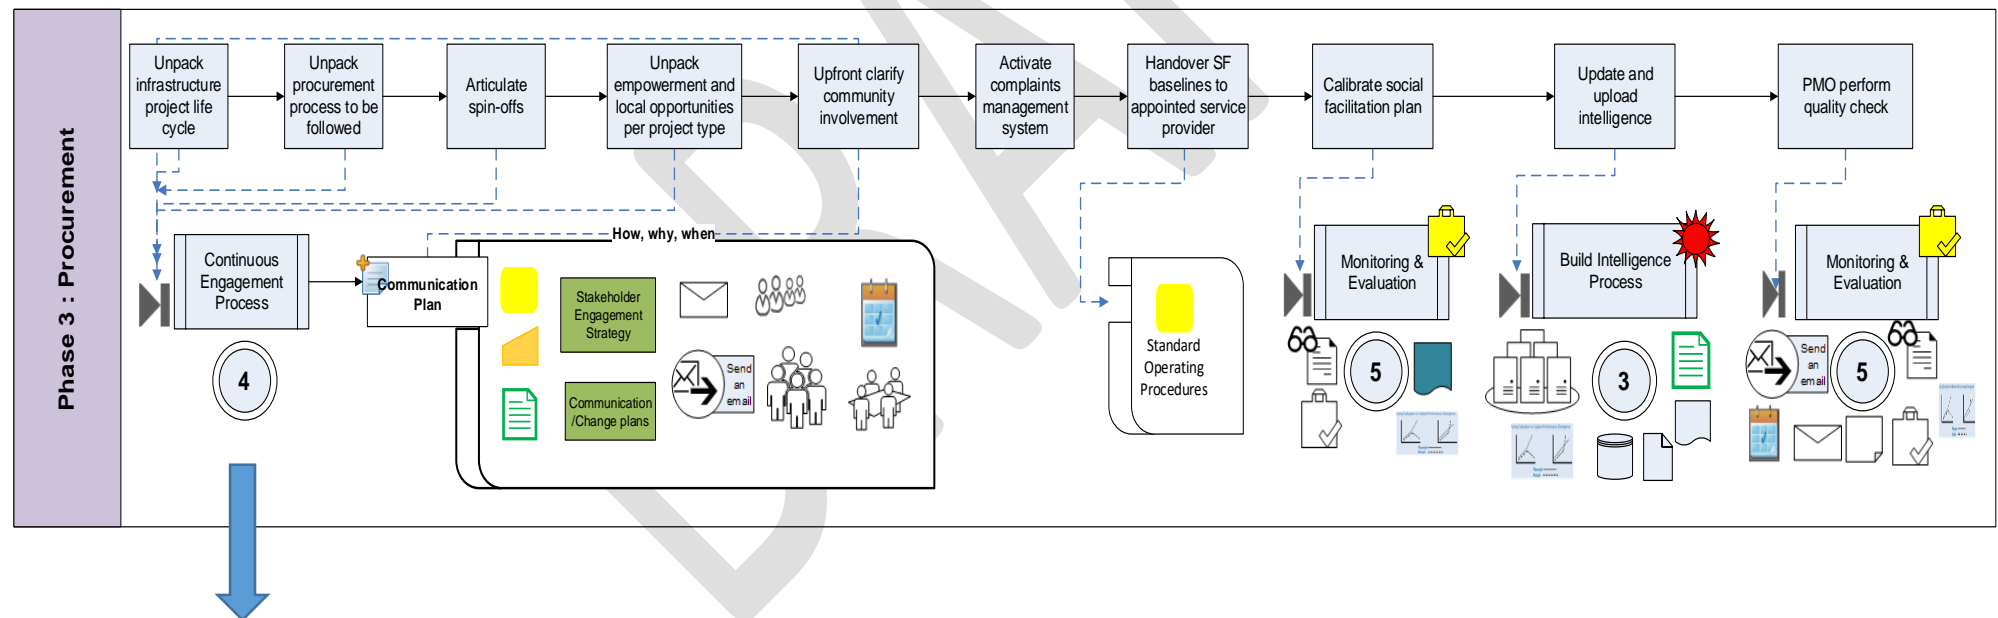 Phase 3 : Procurement
Unpack
infrastructure
project life
cycle
Unpack
procurement
process to be
followed
Articulate
spin-offs
Unpack
empowerment and
local opportunities
per project type
Upfront clarify
community
involvement
Activate
complaints
management
system
Handover SF
baselines to
appointed service
provider
Calibrate social
facilitation plan
Update and
upload
intelligence
PMO perform
quality check
Continuous
Engagement
Process
4
Communication
Plan
How, why, when
Stakeholder
Engagement
Strategy
Communication
/Change plans
Send
an
email
Standard
Operating
Procedures
Monitoring &
Evaluation
5
Build Intelligence
Process
3
Monitoring &
Evaluation
Send
an
email
5